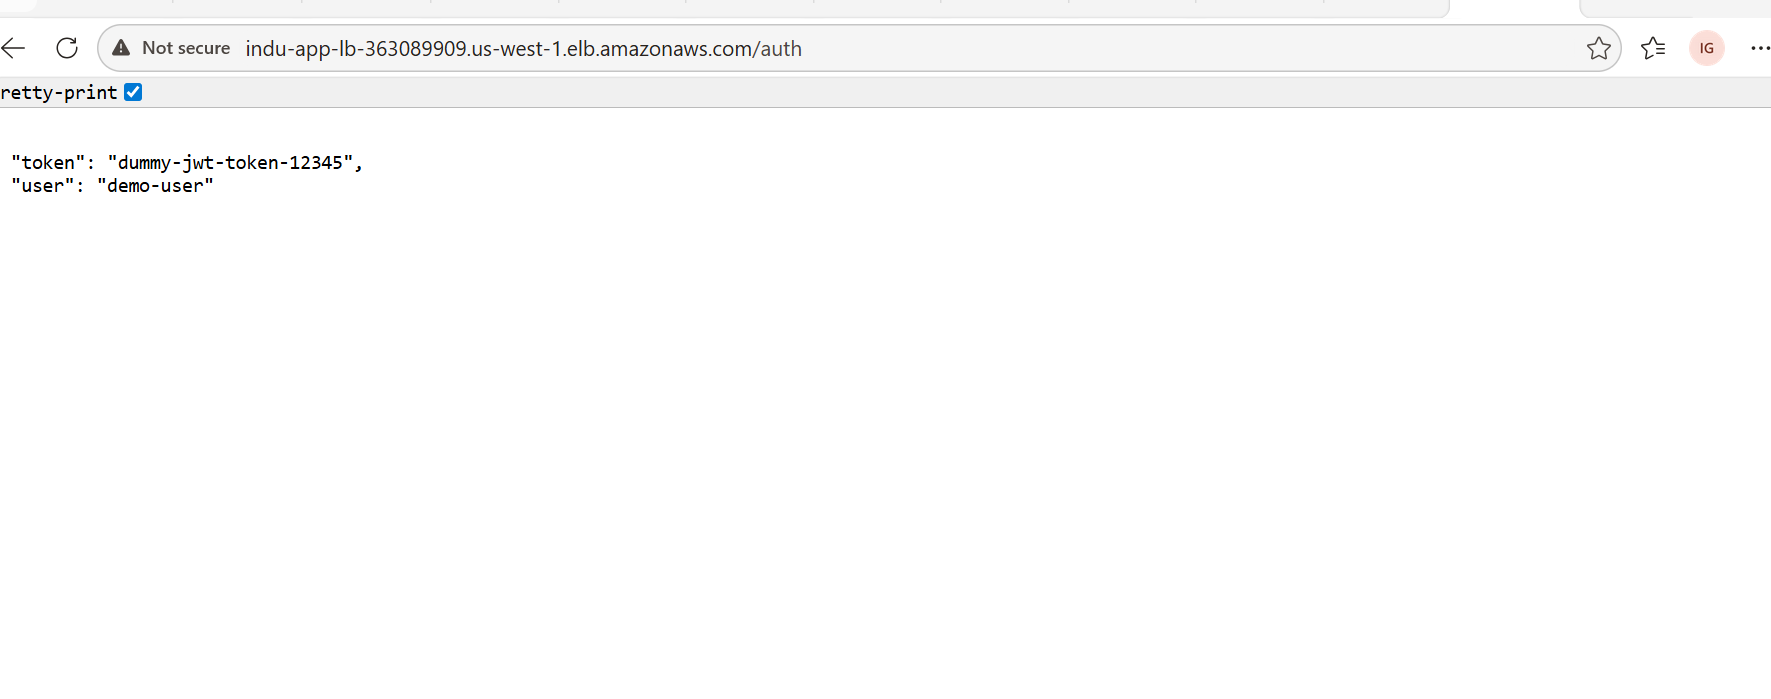 Not secure indu-app-lb-363089909.us-west-1.elb.amazonaws.com/auth IG
retty-print
"token": "dummy-jwt-token-12345",
"user": "demo-user"